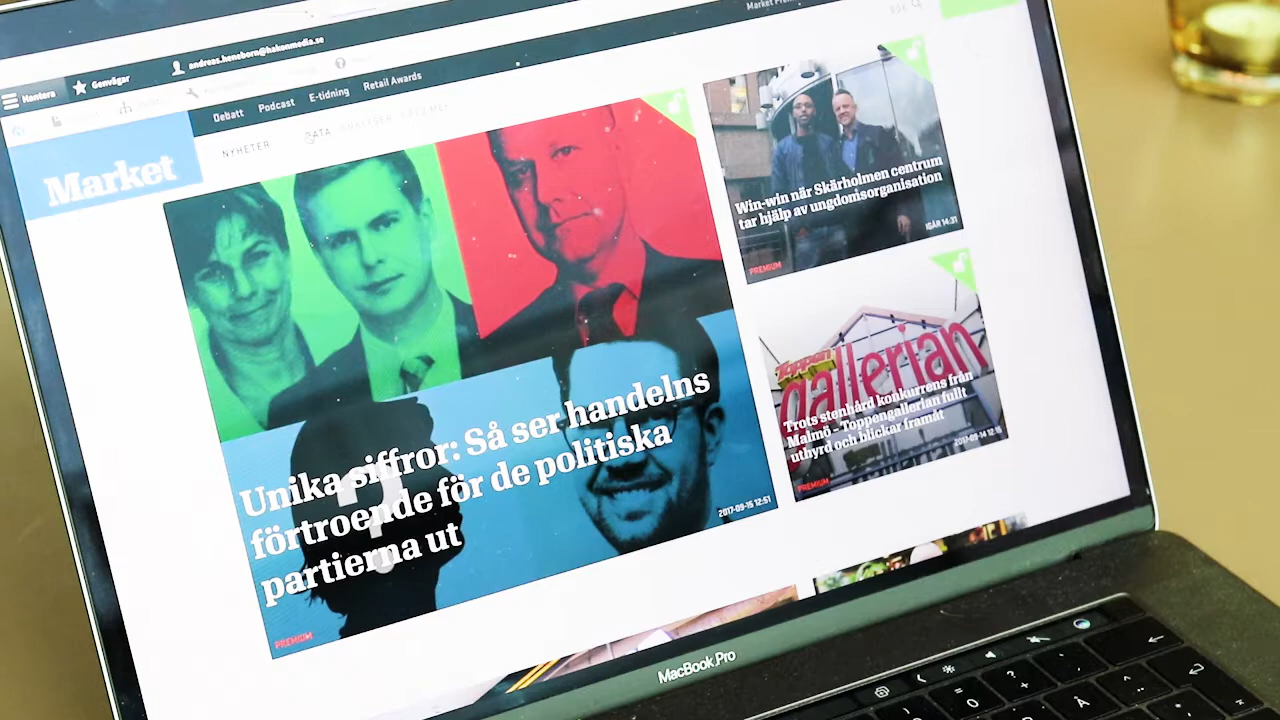 Hantera
Genvägar
andreas.heneborn@hakonmedia.se
Debatt
Podcast
E-tidning
Retail Awards
Market
NYHETER
DATA
ANALYSER
Unika siffror: Så ser handelns
förtroende för de politiska
partierna ut
?
2017-09-15 12:51
PREMIUM
Win-win när Skärholmen centrum
tar hjälp av ungdomsorganisation
IGÅR 14:31
PREMIUM
Toppen
gallerian
Trots stenhård konkurrens från
Malmö – Toppengallerian fullt
uthyrd och blickar framåt
2017-09-14 12:15
PREMIUM
MacBook Pro